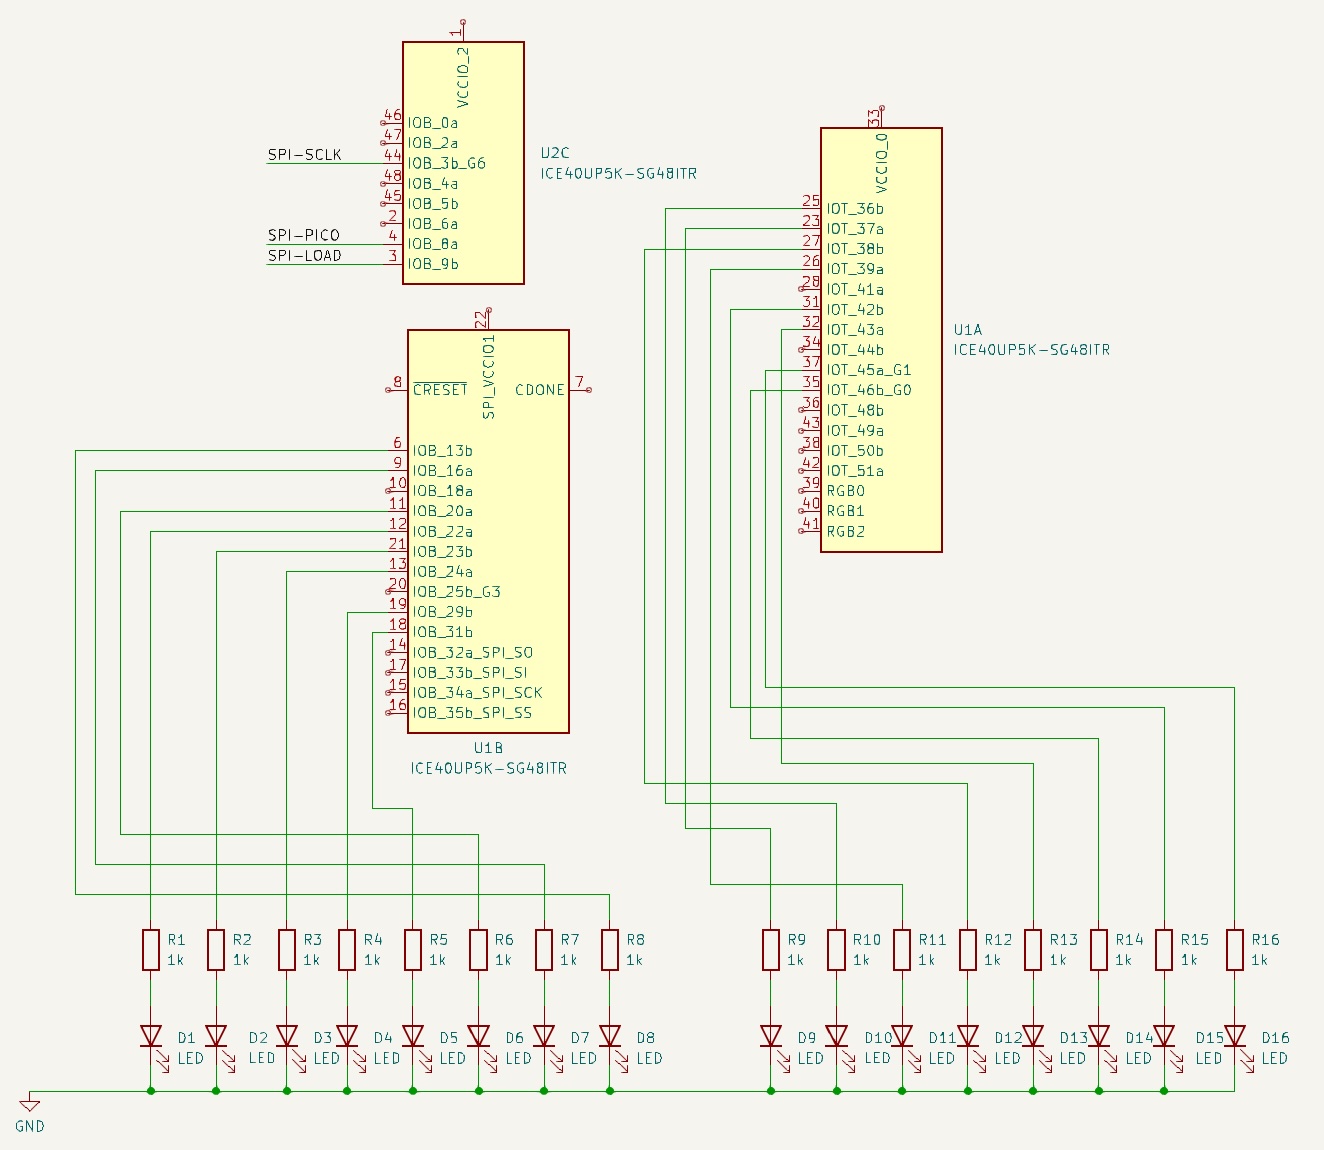 1
VCCIO_2
46 IOB_0a
47 IOB_2a
SPI-SCLK 44 IOB_3b_G6
48 IOB_4a
45 IOB_5b
2 IOB_6a
SPI-PICO 4 IOB_8a
SPI-LOAD 3 IOB_9b
U2C
ICE40UP5K-SG48ITR
33
VCCIO_0
25 IOT_36b
23 IOT_37a
27 IOT_38b
26 IOT_39a
28 IOT_41a
31 IOT_42b
32 IOT_43a
34 IOT_44b
37 IOT_45a_G1
35 IOT_46b_G0
36 IOT_48b
43 IOT_49a
38 IOT_50b
42 IOT_51a
39 RGB0
40 RGB1
41 RGB2
U1A
ICE40UP5K-SG48ITR
22
SPI_VCCIO1
8 CRESET
CDONE 7
6 IOB_13b
9 IOB_16a
10 IOB_18a
11 IOB_20a
12 IOB_22a
21 IOB_23b
13 IOB_24a
20 IOB_25b_G3
19 IOB_29b
18 IOB_31b
14 IOB_32a_SPI_SO
17 IOB_33b_SPI_SI
15 IOB_34a_SPI_SCK
16 IOB_35b_SPI_SS
U1B
ICE40UP5K-SG48ITR
R1 R2 R3 R4 R5 R6 R7 R8 R9 R10 R11 R12 R13 R14 R15 R16
1k 1k 1k 1k 1k 1k 1k 1k 1k 1k 1k 1k 1k 1k 1k 1k
D1 D2 D3 D4 D5 D6 D7 D8 D9 D10 D11 D12 D13 D14 D15 D16
LED LED LED LED LED LED LED LED LED LED LED LED LED LED LED LED
GND